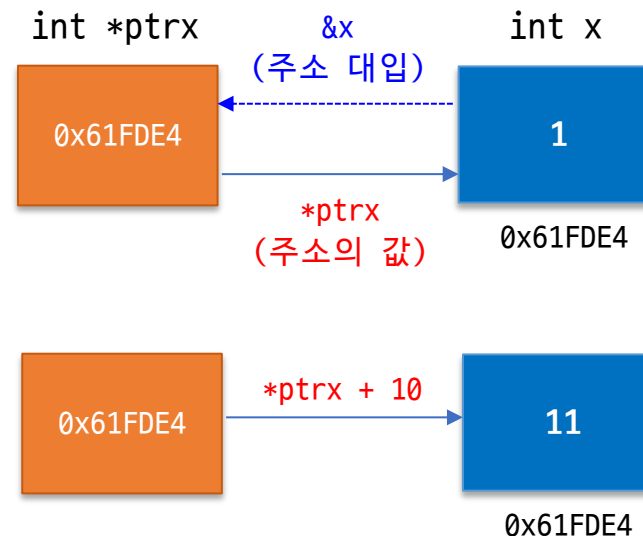 int *ptrx
&x
(주소 대입)
int x
0x61FDE4
1
*ptrx
(주소의 값)
0x61FDE4
0x61FDE4
*ptrx + 10
11
0x61FDE4